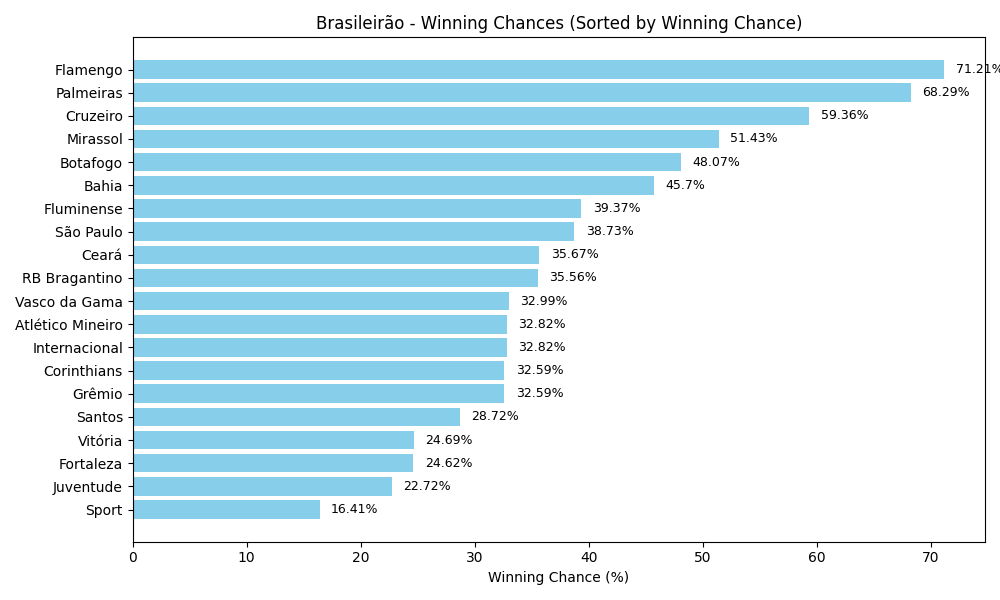 Brasileirão - Winning Chances (Sorted by Winning Chance)
Flamengo 71.21%
Palmeiras 68.29%
Cruzeiro 59.36%
Mirassol 51.43%
Botafogo 48.07%
Bahia 45.7%
Fluminense 39.37%
São Paulo 38.73%
Ceará 35.67%
RB Bragantino 35.56%
Vasco da Gama 32.99%
Atlético Mineiro 32.82%
Internacional 32.82%
Corinthians 32.59%
Grêmio 32.59%
Santos 28.72%
Vitória 24.69%
Fortaleza 24.62%
Juventude 22.72%
Sport 16.41%
0 10 20 30 40 50 60 70
Winning Chance (%)